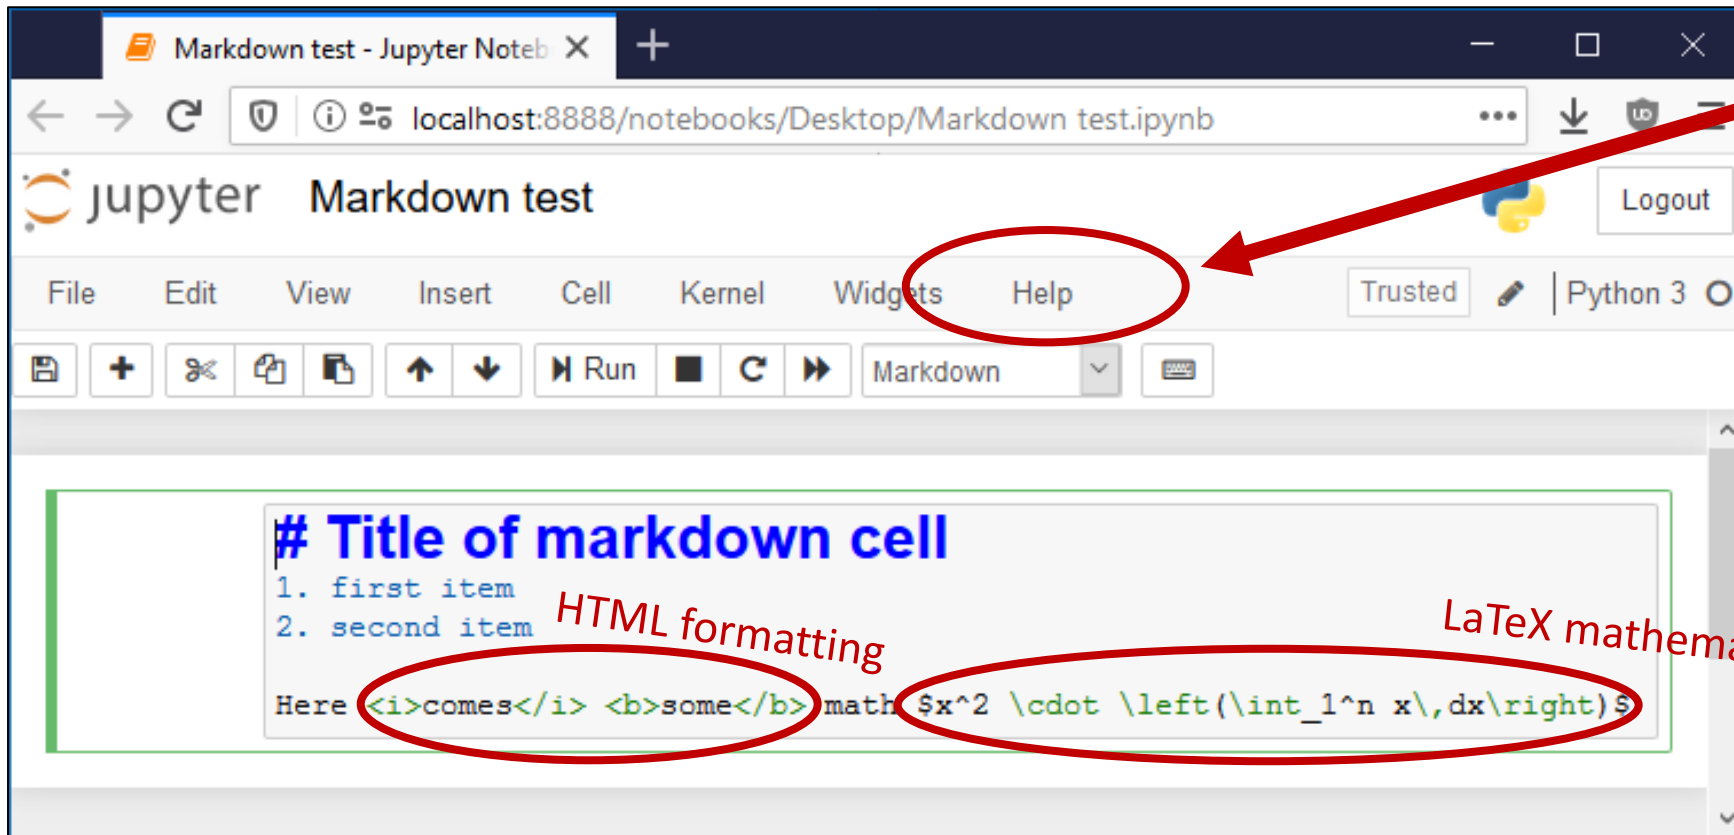 Markdown test - Jupyter Noteb
localhost:8888/notebooks/Desktop/Markdown test.ipynb
jupyter Markdown test Logout
File Edit View Insert Cell Kernel Widgets Help Trusted Python 3
Run Markdown
# Title of markdown cell
1. first item
2. second item
HTML formatting
LaTeX mathema
Here <i>comes</i> <b>some</b> math $x^2 \cdot \left(\int_1^n x\,dx\right)$